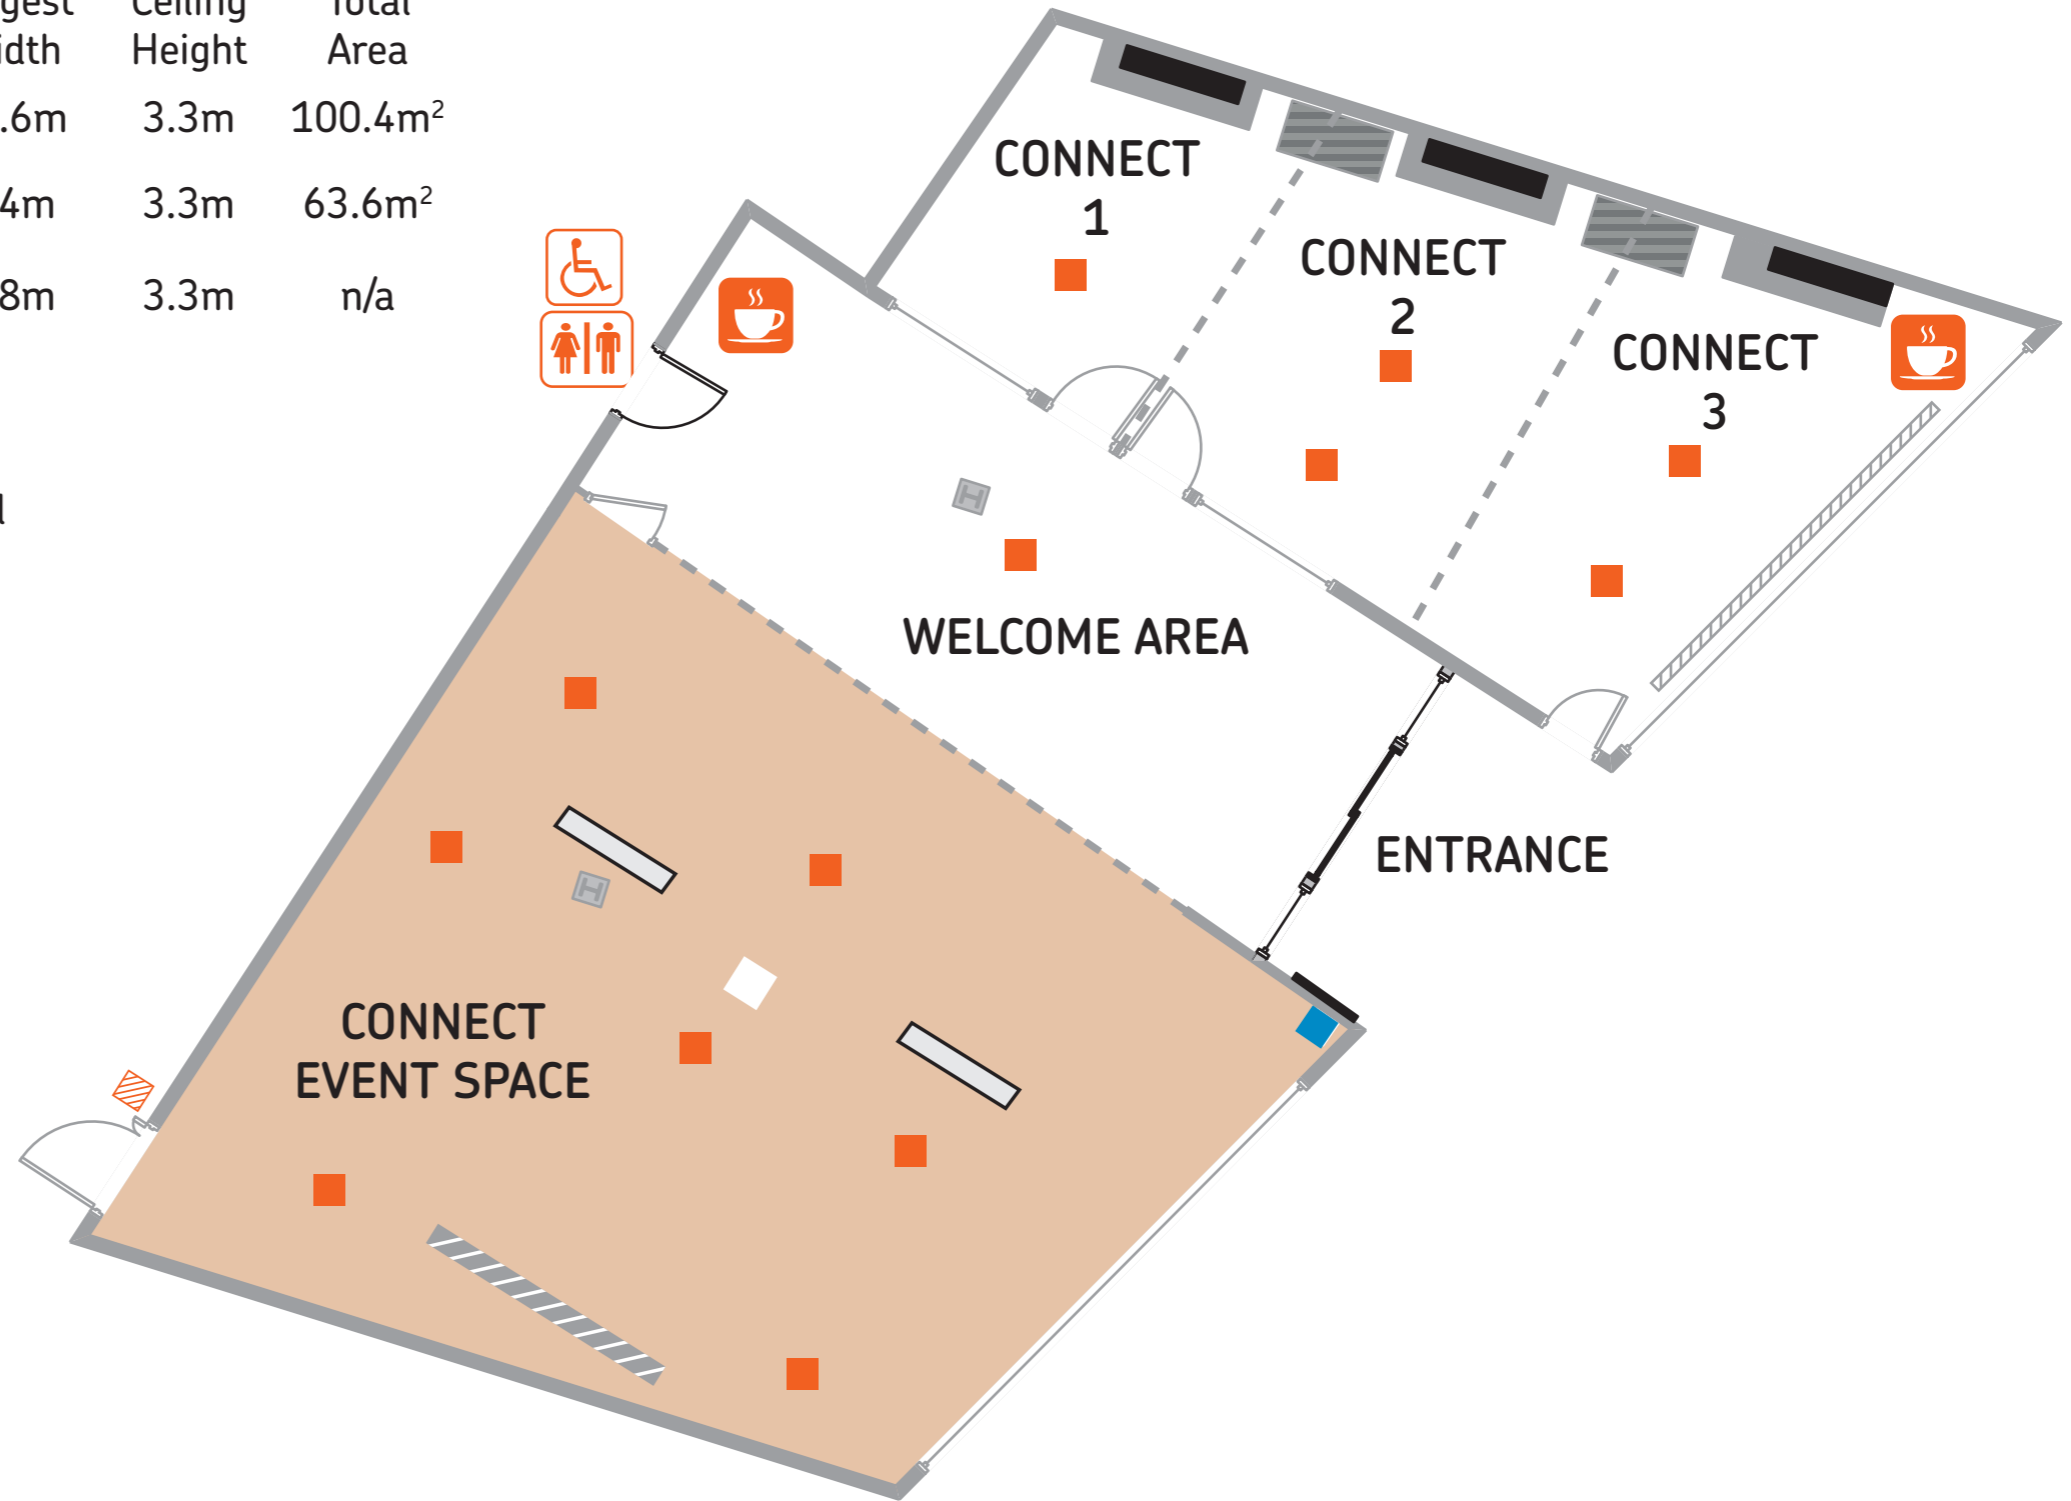 Height Area
.6m 3.3m 100.4m²
4m 3.3m 63.6m²
8m 3.3m n/a
CONNECT
1
CONNECT
2
CONNECT
3
WELCOME AREA
ENTRANCE
CONNECT
EVENT SPACE